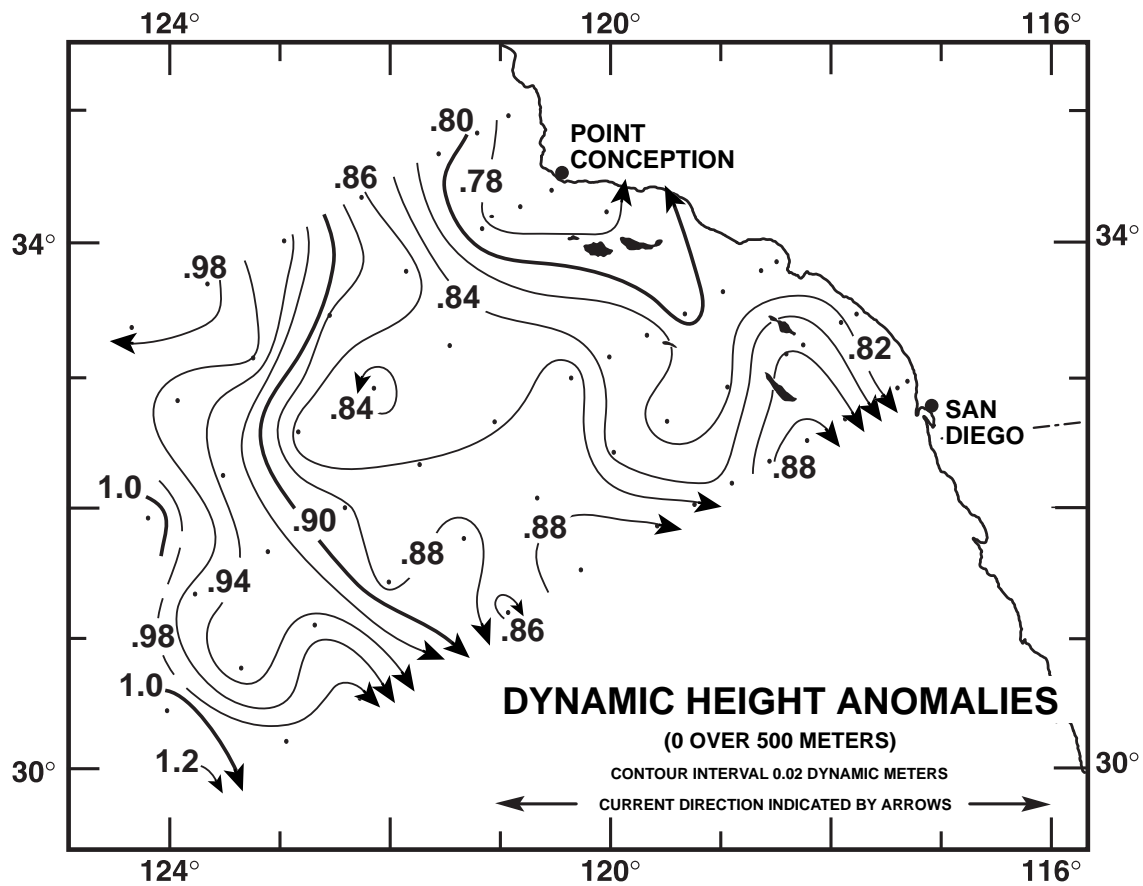 124° 120° 116°
.80
POINT
CONCEPTION
.86
.78
34° 34°
.98
.84
.82
.84
SAN
DIEGO
.88
1.0
.90
.88
.88
.94
.86
.98
1.0
DYNAMIC HEIGHT ANOMALIES
(0 OVER 500 METERS)
1.2
30° 30°
CONTOUR INTERVAL 0.02 DYNAMIC METERS
CURRENT DIRECTION INDICATED BY ARROWS
124° 120° 116°